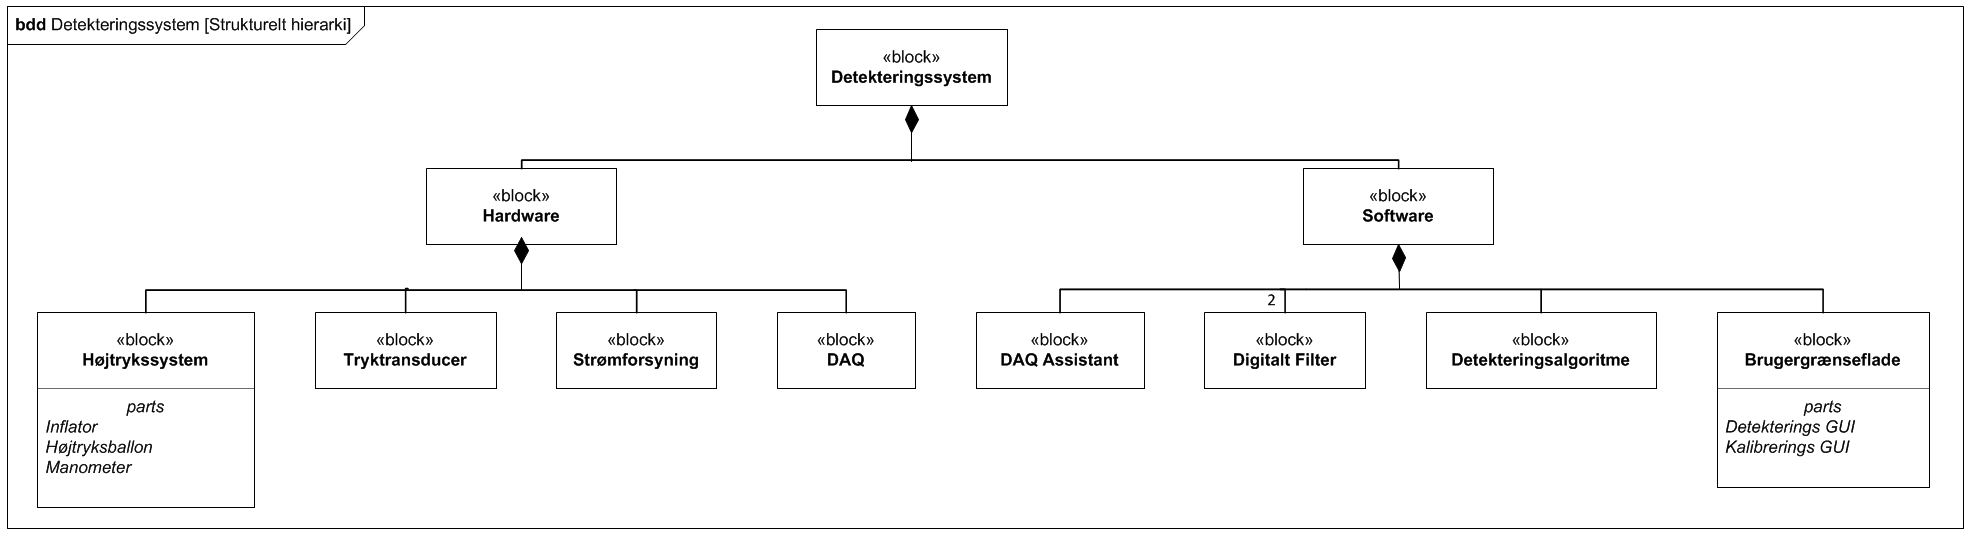 bdd Detekteringssystem [Strukturelt hierarki]
«block»
Detekteringssystem
«block»
Hardware
«block»
Software
2
«block»
Højtrykssystem
parts
Inflator
Højtryksballon
Manometer
«block»
Tryktransducer
«block»
Strømforsyning
«block»
DAQ
«block»
DAQ Assistant
«block»
Digitalt Filter
«block»
Detekteringsalgoritme
«block»
Brugergrænseflade
parts
Detekterings GUI
Kalibrerings GUI